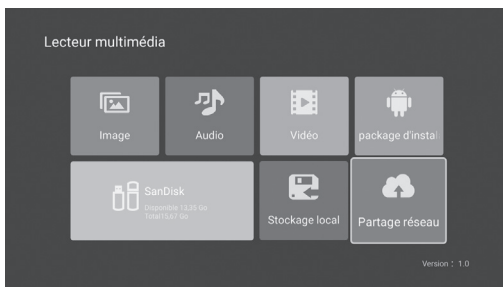 Lecteur multimédia
Image
Audio
Vidéo
package d'instal
SanDisk
Disponible 13.35 Go
Total13.67 Go
Stockage local
Partage réseau
Version : 1.0